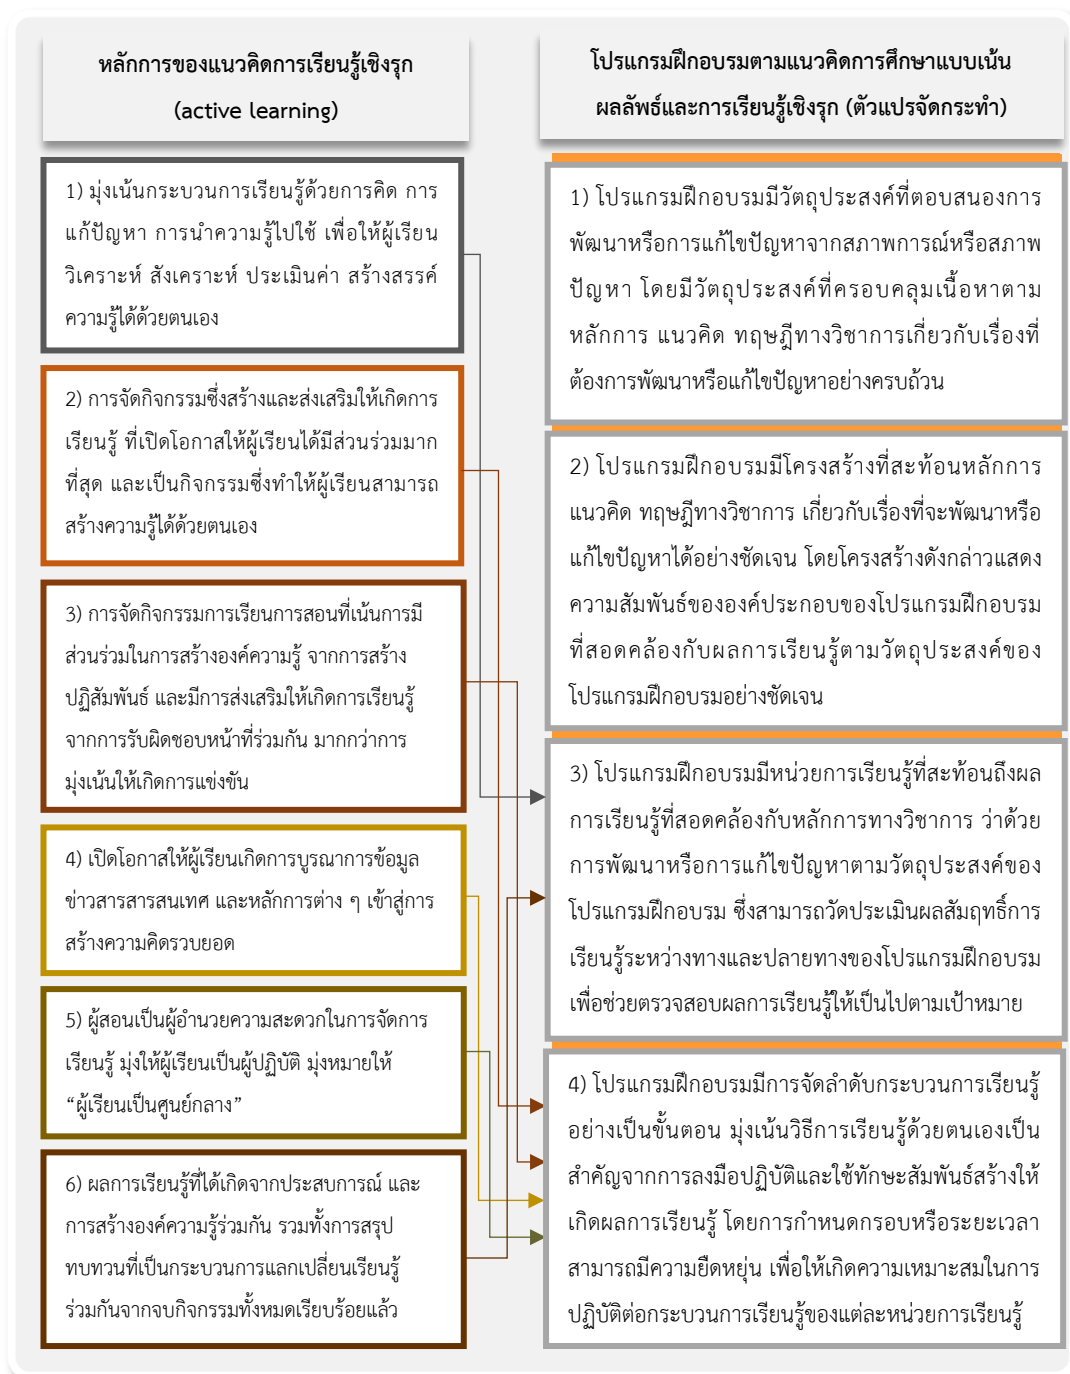 หลักการของแนวคิดการเรียนรู้เชิงรุก
(active learning)
1) มุ่งเน้นกระบวนการเรียนรู้ด้วยการคิด การ
แก้ปัญหา การนำความรู้ไปใช้ เพื่อให้ผู้เรียน
วิเคราะห์ สังเคราะห์ ประเมินค่า สร้างสรรค์
ความรู้ได้ด้วยตนเอง
2) การจัดกิจกรรมซึ่งสร้างและส่งเสริมให้เกิดการ
เรียนรู้ ที่เปิดโอกาสให้ผู้เรียนได้มีส่วนร่วมมาก
ที่สุด และเป็นกิจกรรมซึ่งทำให้ผู้เรียนสามารถ
สร้างความรู้ได้ด้วยตนเอง
3) การจัดกิจกรรมการเรียนการสอนที่เน้นการมี
ส่วนร่วมในการสร้างองค์ความรู้ จากการสร้าง
ปฏิสัมพันธ์ และมีการส่งเสริมให้เกิดการเรียนรู้
จากการรับผิดชอบหน้าที่ร่วมกัน มากกว่าการ
มุ่งเน้นให้เกิดการแข่งขัน
4) เปิดโอกาสให้ผู้เรียนเกิดการบูรณาการข้อมูล
ข่าวสารสารสนเทศ และหลักการต่าง ๆ เข้าสู่การ
สร้างความคิดรวบยอด
5) ผู้สอนเป็นผู้อำนวยความสะดวกในการจัดการ
เรียนรู้ มุ่งให้ผู้เรียนเป็นผู้ปฏิบัติ มุ่งหมายให้
“ผู้เรียนเป็นศูนย์กลาง”
6) ผลการเรียนรู้ที่ได้เกิดจากประสบการณ์ และ
การสร้างองค์ความรู้ร่วมกัน รวมทั้งการสรุป
ทบทวนที่เป็นกระบวนการแลกเปลี่ยนเรียนรู้
ร่วมกันจากจบกิจกรรมทั้งหมดเรียบร้อยแล้ว
โปรแกรมฝึกอบรมตามแนวคิดการศึกษาแบบเน้น
ผลลัพธ์และการเรียนรู้เชิงรุก (ตัวแปรจัดกระทำ)
1) โปรแกรมฝึกอบรมมีวัตถุประสงค์ที่ตอบสนองการ
พัฒนาหรือการแก้ไขปัญหาจากสภาพการณ์หรือสภาพ
ปัญหา โดยมีวัตถุประสงค์ที่ครอบคลุมเนื้อหาตาม
หลักการ แนวคิด ทฤษฎีทางวิชาการเกี่ยวกับเรื่องที่
ต้องการพัฒนาหรือแก้ไขปัญหาอย่างครบถ้วน
2) โปรแกรมฝึกอบรมมีโครงสร้างที่สะท้อนหลักการ
แนวคิด ทฤษฎีทางวิชาการ เกี่ยวกับเรื่องที่จะพัฒนาหรือ
แก้ไขปัญหาได้อย่างชัดเจน โดยโครงสร้างดังกล่าวแสดง
ความสัมพันธ์ขององค์ประกอบของโปรแกรมฝึกอบรม
ที่สอดคล้องกับผลการเรียนรู้ตามวัตถุประสงค์ของ
โปรแกรมฝึกอบรมอย่างชัดเจน
3) โปรแกรมฝึกอบรมมีหน่วยการเรียนรู้ที่สะท้อนถึงผล
การเรียนรู้ที่สอดคล้องกับหลักการทางวิชาการ ว่าด้วย
การพัฒนาหรือการแก้ไขปัญหาตามวัตถุประสงค์ของ
โปรแกรมฝึกอบรม ซึ่งสามารถวัดประเมินผลสัมฤทธิ์การ
เรียนรู้ระหว่างทางและปลายทางของโปรแกรมฝึกอบรม
เพื่อช่วยตรวจสอบผลการเรียนรู้ให้เป็นไปตามเป้าหมาย
4) โปรแกรมฝึกอบรมมีการจัดลำดับกระบวนการเรียนรู้
อย่างเป็นขั้นตอน มุ่งเน้นวิธีการเรียนรู้ด้วยตนเองเป็น
สำคัญจากการลงมือปฏิบัติและใช้ทักษะสัมพันธ์สร้างให้
เกิดผลการเรียนรู้ โดยการกำหนดกรอบหรือระยะเวลา
สามารถมีความยืดหยุ่น เพื่อให้เกิดความเหมาะสมในการ
ปฏิบัติต่อกระบวนการเรียนรู้ของแต่ละหน่วยการเรียนรู้